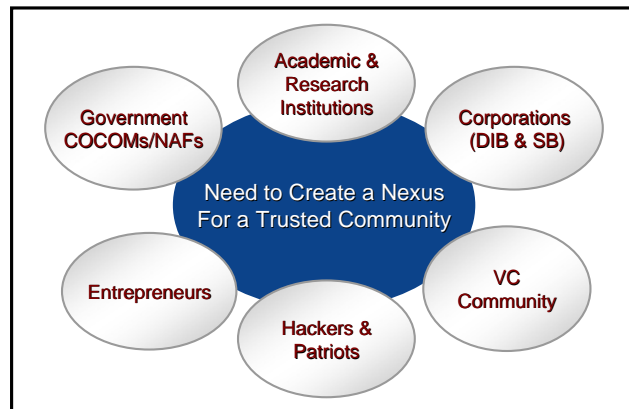 Academic &
Research
Institutions
Government
COCOMs/NAFs
Corporations
(DIB & SB)
Need to Create a Nexus
For a Trusted Community
Entrepreneurs
VC
Community
Hackers &
Patriots